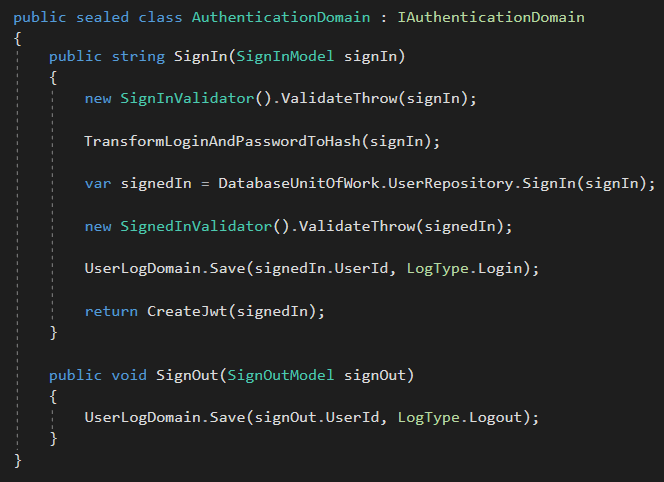 public sealed class AuthenticationDomain : IAuthenticationDomain
{
    public string SignIn(SignInModel signIn)
    {
        new SignInValidator().ValidateThrow(signIn);

        TransformLoginAndPasswordToHash(signIn);

        var signedIn = DatabaseUnitOfWork.UserRepository.SignIn(signIn);

        new SignedInValidator().ValidateThrow(signedIn);

        UserLogDomain.Save(signedIn.UserId, LogType.Login);

        return CreateJwt(signedIn);
    }

    public void SignOut(SignOutModel signOut)
    {
        UserLogDomain.Save(signOut.UserId, LogType.Logout);
    }
}